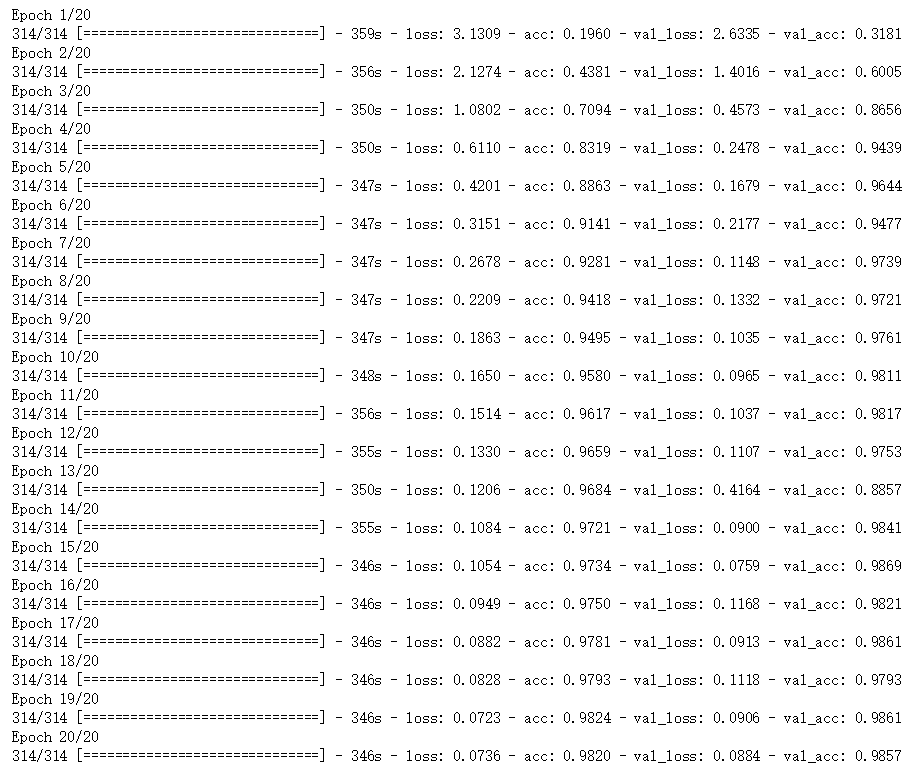 Epoch 1/20
314/314 [==============================] - 359s - loss: 3.1309 - acc: 0.1960 - val_loss: 2.6335 - val_acc: 0.3181
Epoch 2/20
314/314 [==============================] - 356s - loss: 2.1274 - acc: 0.4381 - val_loss: 1.4016 - val_acc: 0.6005
Epoch 3/20
314/314 [==============================] - 350s - loss: 1.0802 - acc: 0.7094 - val_loss: 0.4573 - val_acc: 0.8656
Epoch 4/20
314/314 [==============================] - 350s - loss: 0.6110 - acc: 0.8319 - val_loss: 0.2478 - val_acc: 0.9439
Epoch 5/20
314/314 [==============================] - 347s - loss: 0.4201 - acc: 0.8863 - val_loss: 0.1679 - val_acc: 0.9644
Epoch 6/20
314/314 [==============================] - 347s - loss: 0.3151 - acc: 0.9141 - val_loss: 0.2177 - val_acc: 0.9477
Epoch 7/20
314/314 [==============================] - 347s - loss: 0.2678 - acc: 0.9281 - val_loss: 0.1148 - val_acc: 0.9739
Epoch 8/20
314/314 [==============================] - 347s - loss: 0.2209 - acc: 0.9418 - val_loss: 0.1332 - val_acc: 0.9721
Epoch 9/20
314/314 [==============================] - 347s - loss: 0.1863 - acc: 0.9495 - val_loss: 0.1035 - val_acc: 0.9761
Epoch 10/20
314/314 [==============================] - 348s - loss: 0.1650 - acc: 0.9580 - val_loss: 0.0965 - val_acc: 0.9811
Epoch 11/20
314/314 [==============================] - 356s - loss: 0.1514 - acc: 0.9617 - val_loss: 0.1037 - val_acc: 0.9817
Epoch 12/20
314/314 [==============================] - 355s - loss: 0.1330 - acc: 0.9659 - val_loss: 0.1107 - val_acc: 0.9753
Epoch 13/20
314/314 [==============================] - 350s - loss: 0.1206 - acc: 0.9684 - val_loss: 0.4164 - val_acc: 0.8857
Epoch 14/20
314/314 [==============================] - 355s - loss: 0.1084 - acc: 0.9721 - val_loss: 0.0900 - val_acc: 0.9841
Epoch 15/20
314/314 [==============================] - 346s - loss: 0.1054 - acc: 0.9734 - val_loss: 0.0759 - val_acc: 0.9869
Epoch 16/20
314/314 [==============================] - 346s - loss: 0.0949 - acc: 0.9750 - val_loss: 0.1168 - val_acc: 0.9821
Epoch 17/20
314/314 [==============================] - 346s - loss: 0.0882 - acc: 0.9781 - val_loss: 0.0913 - val_acc: 0.9861
Epoch 18/20
314/314 [==============================] - 346s - loss: 0.0828 - acc: 0.9793 - val_loss: 0.1118 - val_acc: 0.9793
Epoch 19/20
314/314 [==============================] - 346s - loss: 0.0723 - acc: 0.9824 - val_loss: 0.0906 - val_acc: 0.9861
Epoch 20/20
314/314 [==============================] - 346s - loss: 0.0736 - acc: 0.9820 - val_loss: 0.0884 - val_acc: 0.9857